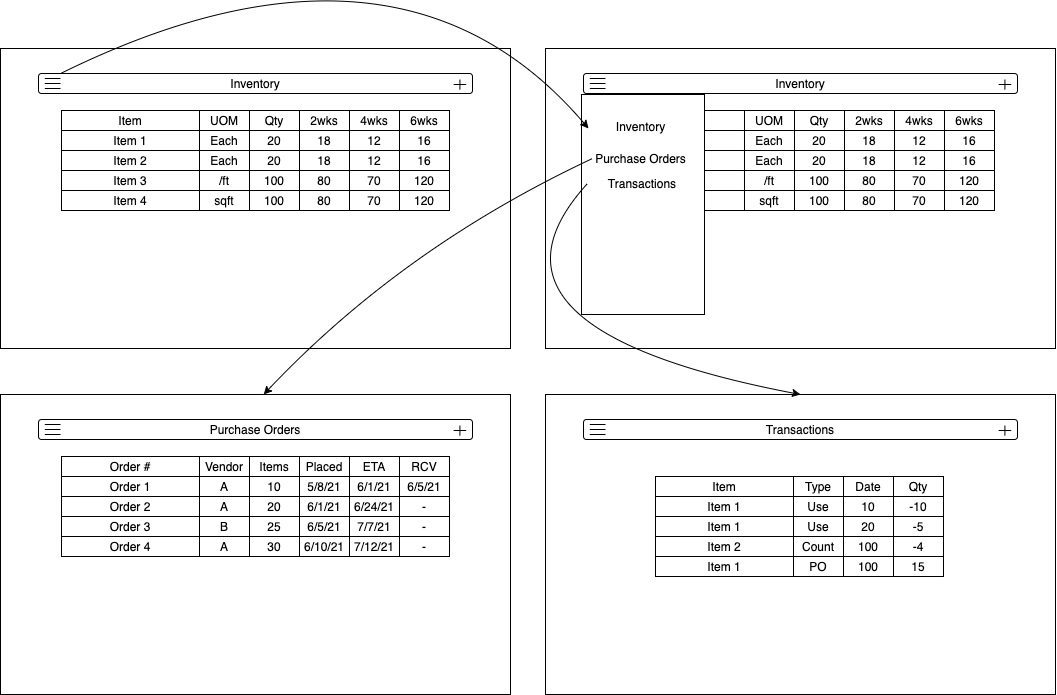 Inventory
Item UOM Qty 2wks 4wks 6wks
Item 1 Each 20 18 12 16
Item 2 Each 20 18 12 16
Item 3 /ft 100 80 70 120
Item 4 sqft 100 80 70 120
Inventory
UOM Qty 2wks 4wks 6wks
Each 20 18 12 16
Each 20 18 12 16
/ft 100 80 70 120
sqft 100 80 70 120
Inventory
Purchase Orders
Transactions
Purchase Orders
Order # Vendor Items Placed ETA RCV
Order 1 A 10 5/8/21 6/1/21 6/5/21
Order 2 A 20 6/1/21 6/24/21 -
Order 3 B 25 6/5/21 7/7/21 -
Order 4 A 30 6/10/21 7/12/21 -
Transactions
Item Type Date Qty
Item 1 Use 10 -10
Item 1 Use 20 -5
Item 2 Count 100 -4
Item 1 PO 100 15